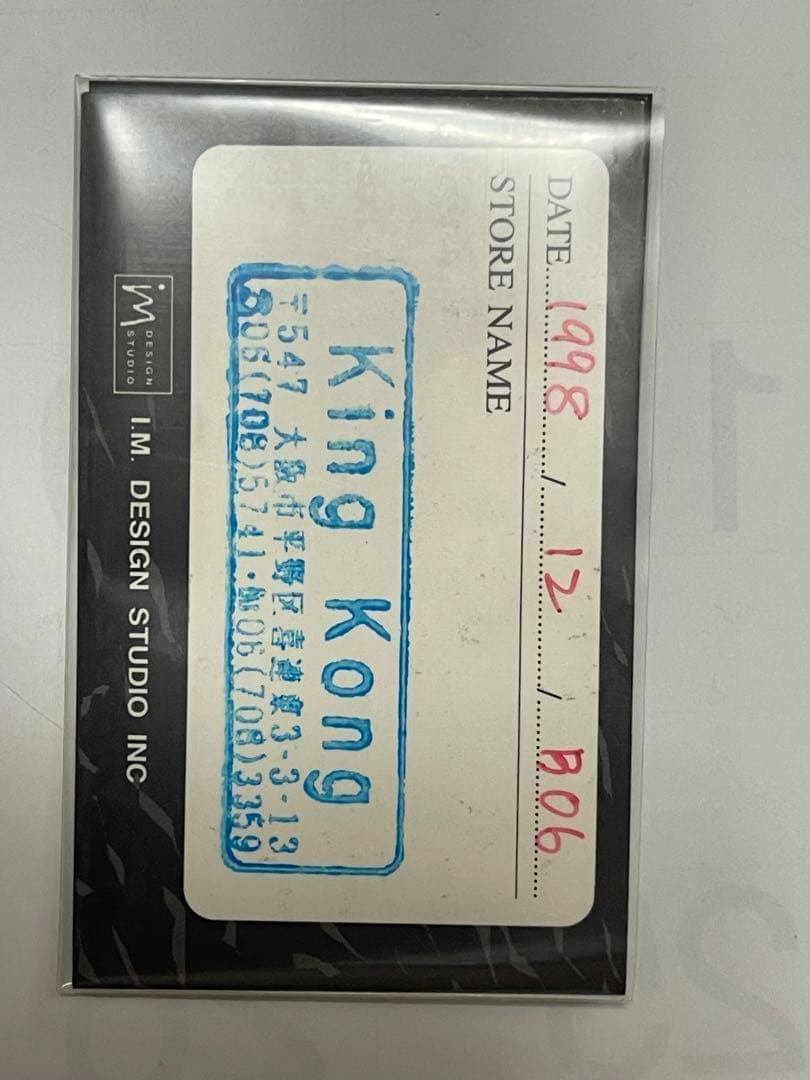 DATE 1998 / 12 / B06
STORE NAME
King Kong
〒547 大阪市平野区喜連東3-3-13
☎06(708)5741・FAX06(708)3359
im DESIGN STUDIO
I.M. DESIGN STUDIO INC